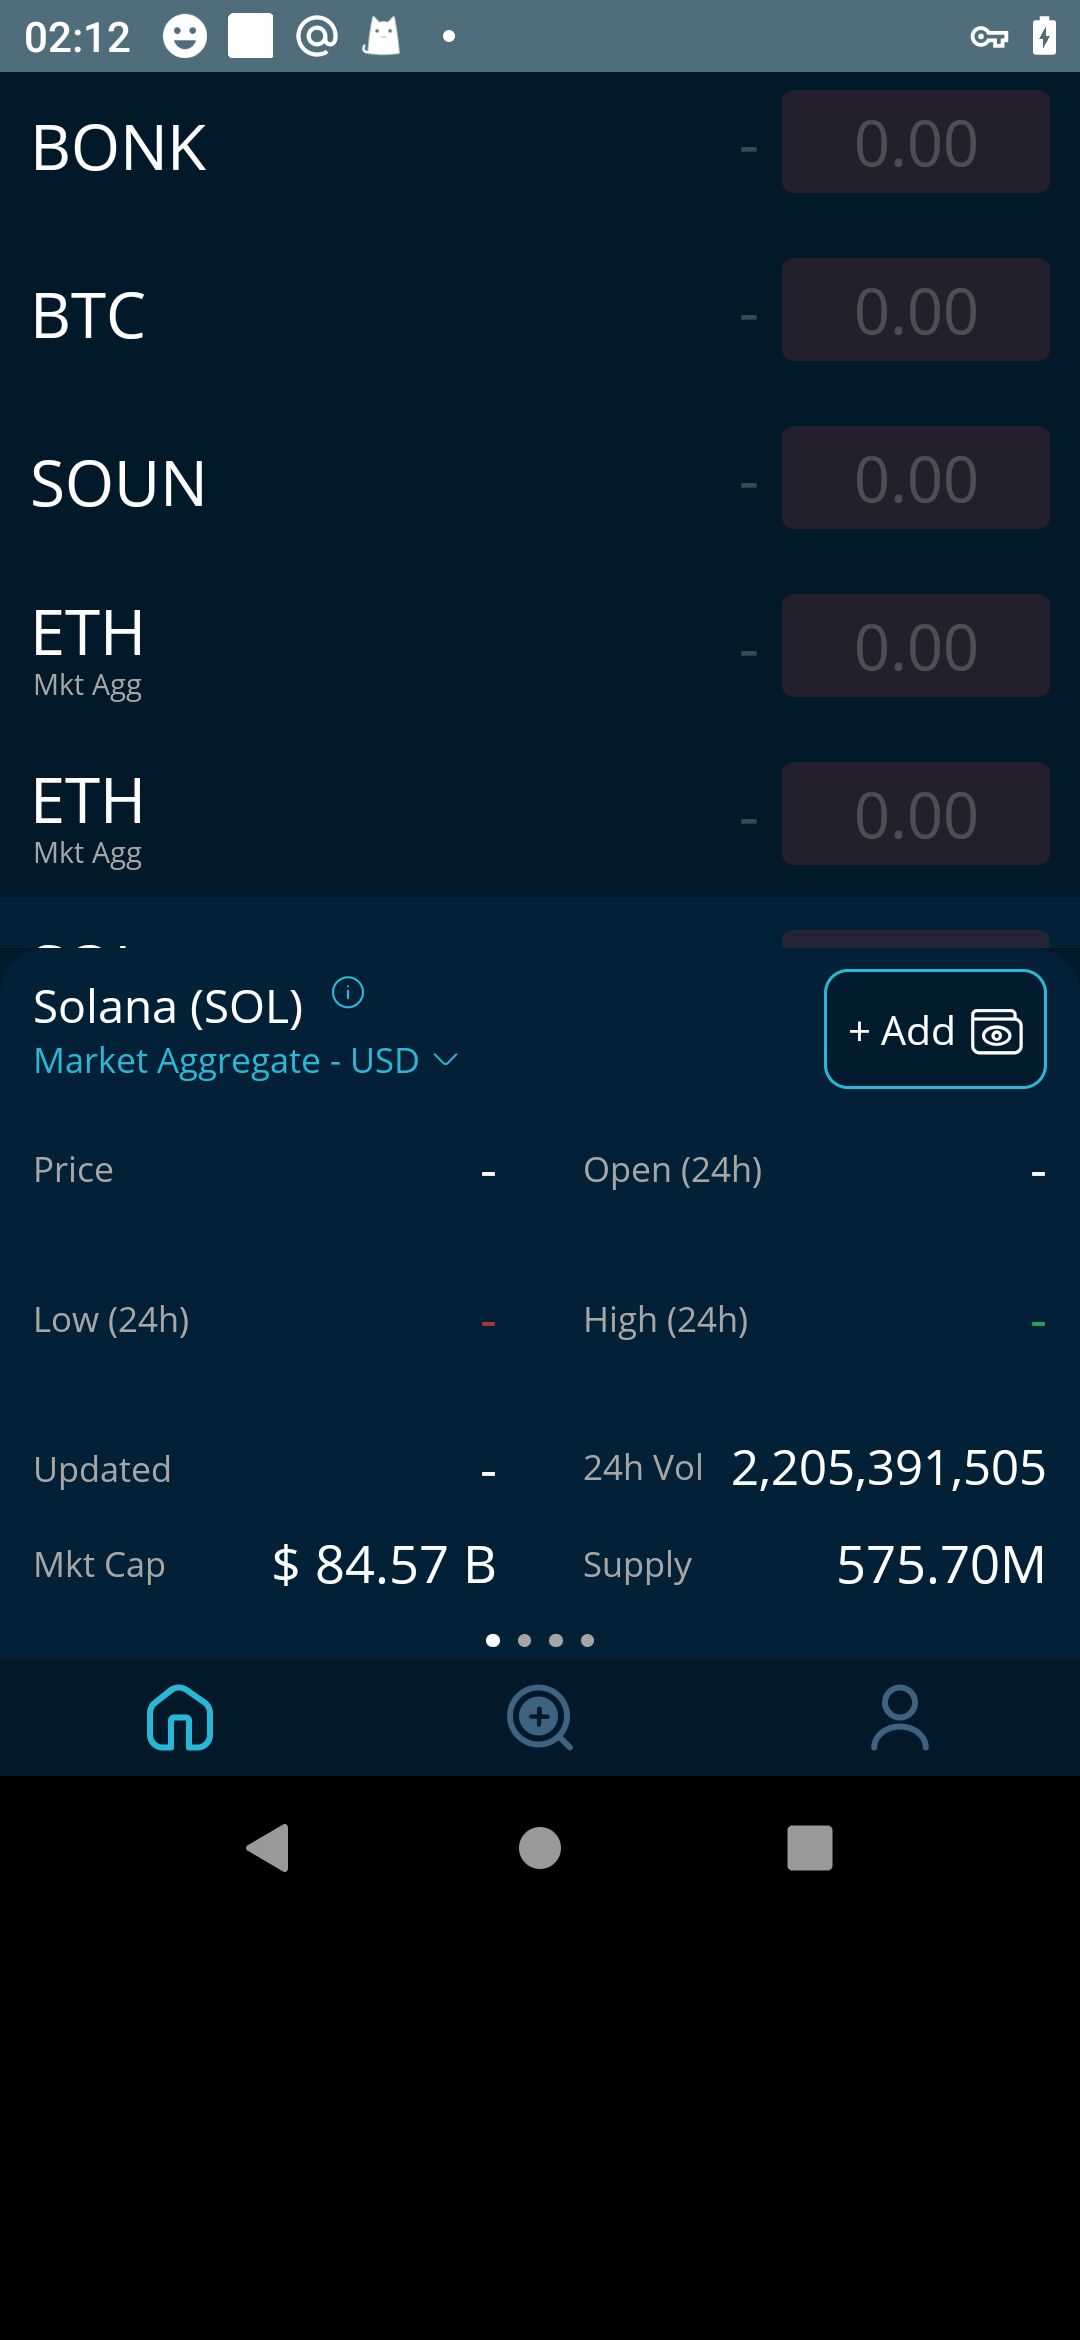 02:12
BONK - 0.00
BTC - 0.00
SOUN - 0.00
ETH - 0.00
Mkt Agg
ETH - 0.00
Mkt Agg
Solana (SOL)
+ Add
Market Aggregate - USD
Price - Open (24h) -
Low (24h) - High (24h) -
Updated - 24h Vol 2,205,391,505
Mkt Cap $ 84.57 B Supply 575.70M